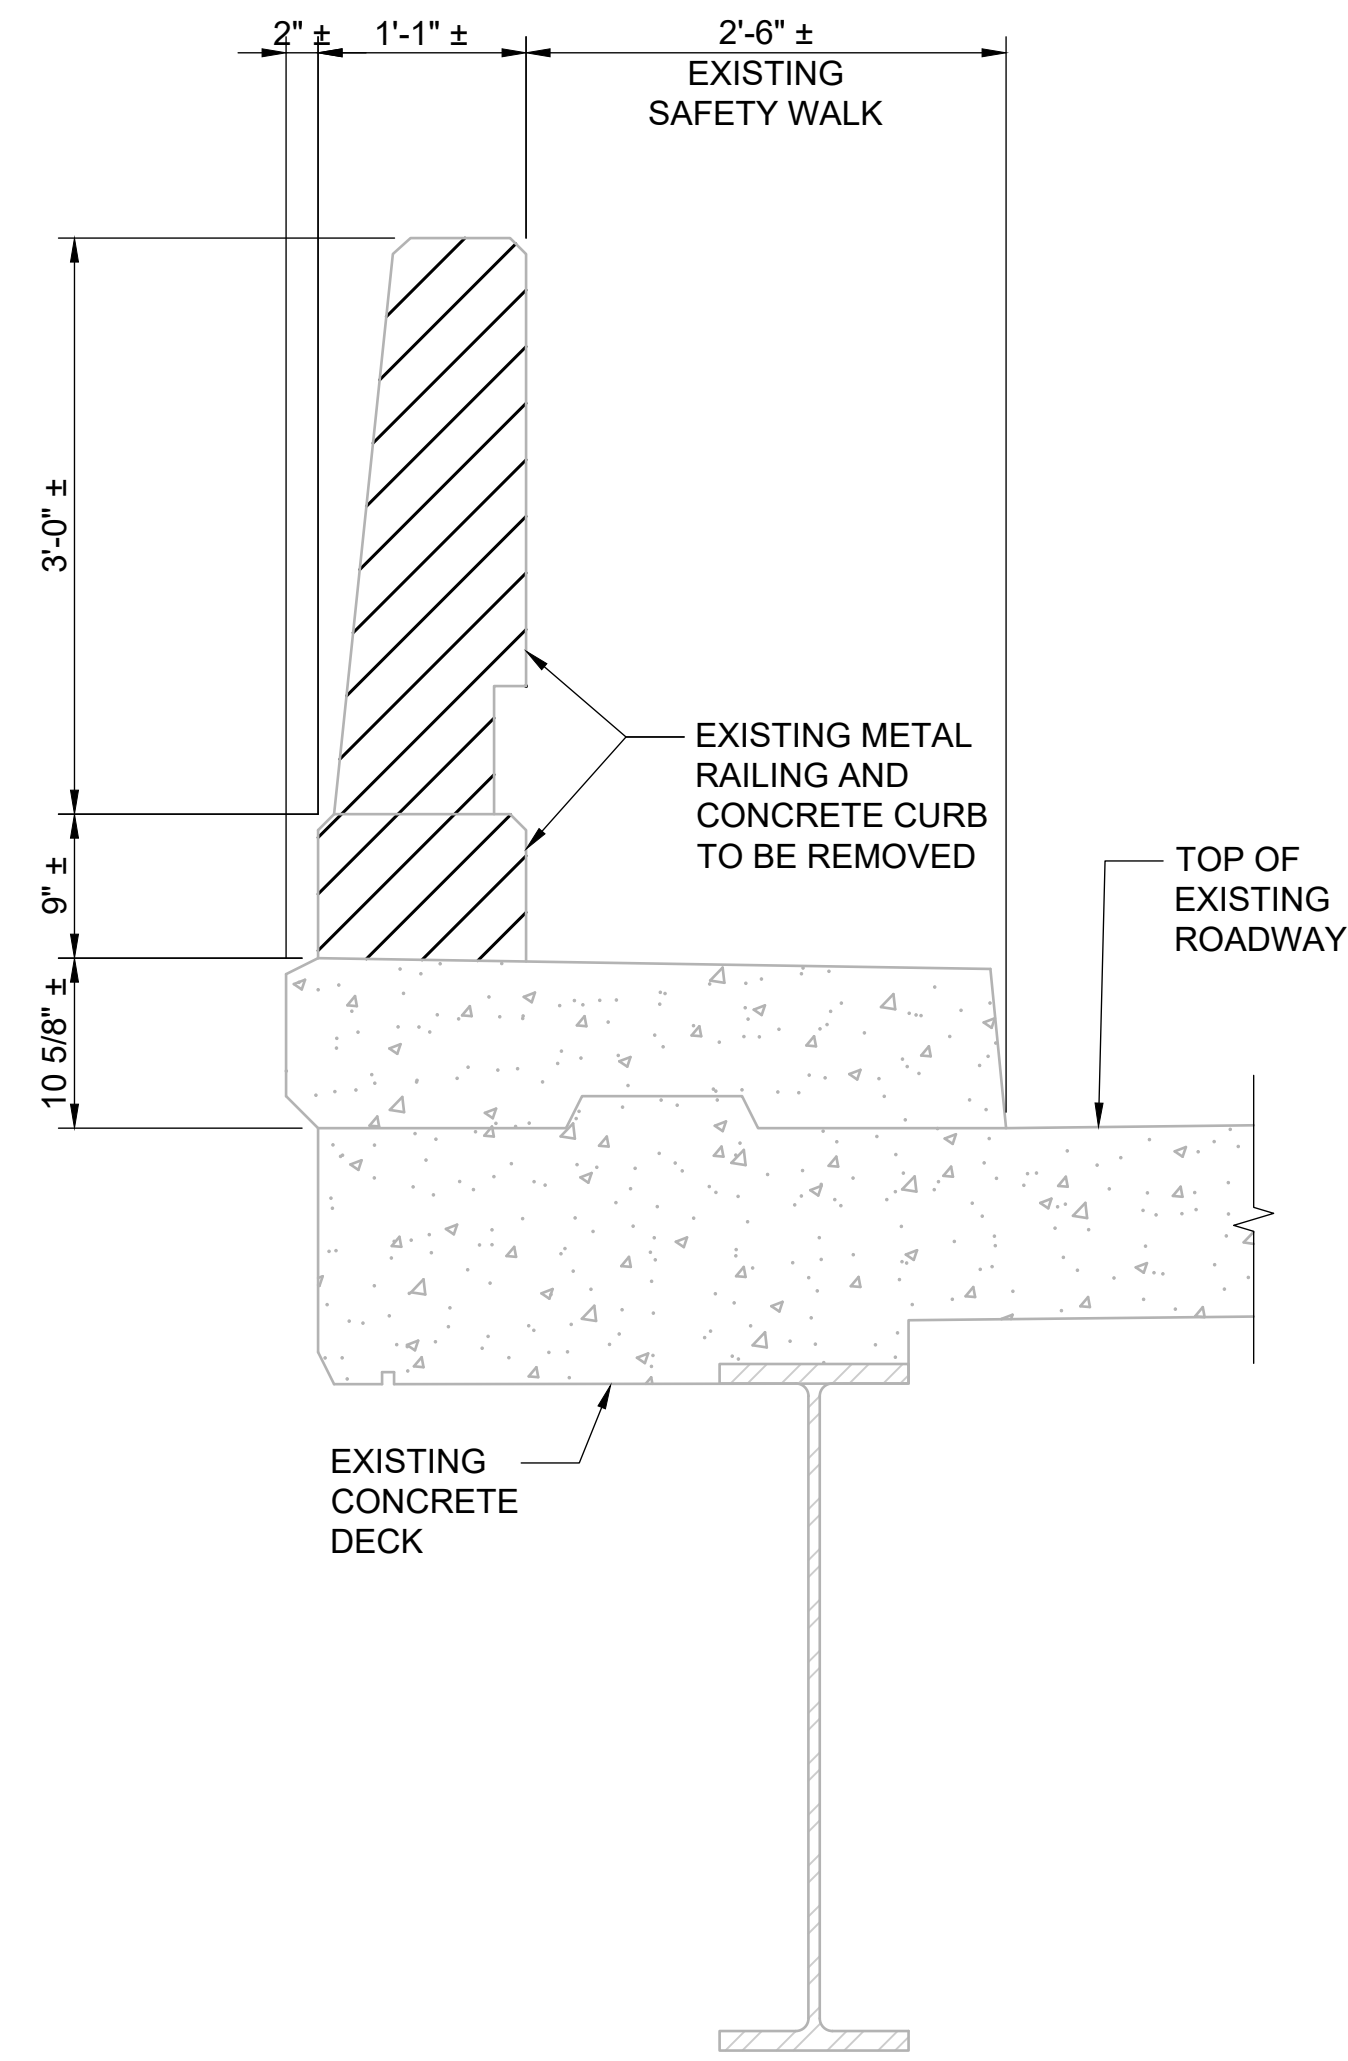 2" ± 1'-1" ± 2'-6" ±
EXISTING
SAFETY WALK
3'-0" ±
EXISTING METAL
RAILING AND
CONCRETE CURB
TO BE REMOVED
9" ±
TOP OF
EXISTING
ROADWAY
10 5/8" ±
EXISTING
CONCRETE
DECK